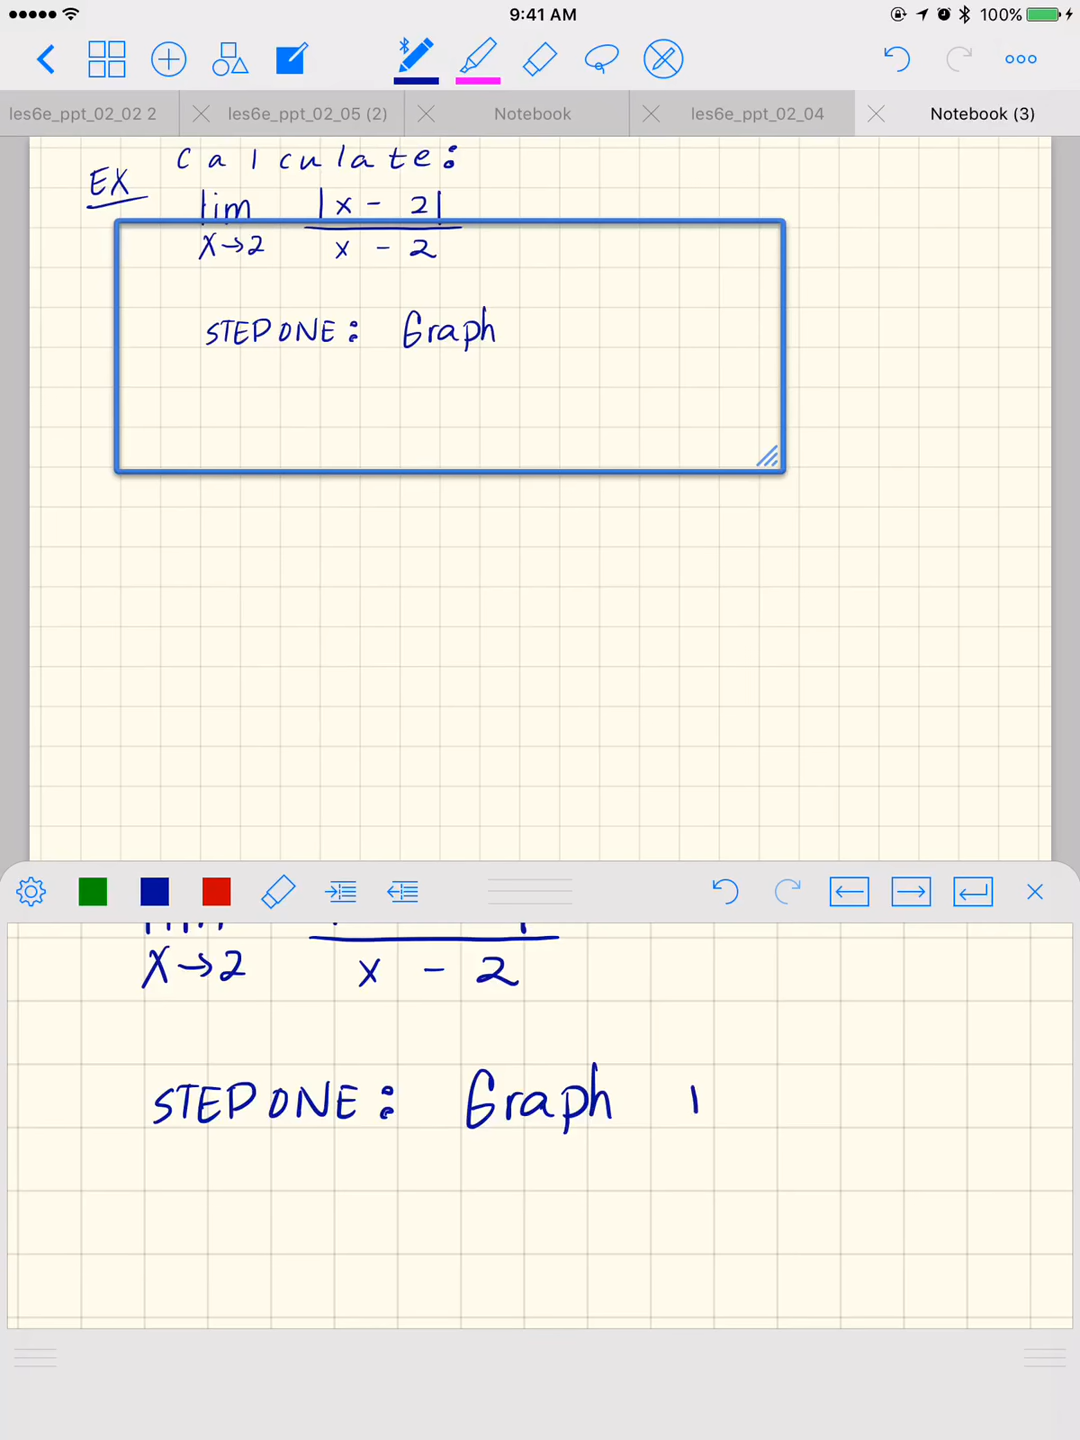 9:41 AM 100%
les6e_ppt_02_02 2 les6e_ppt_02_05 (2) Notebook les6e_ppt_02_04 Notebook (3)
EX Calculate:
lim |x - 2|
x→2 x - 2
STEP ONE: Graph
x→2 x - 2
STEP ONE: Graph